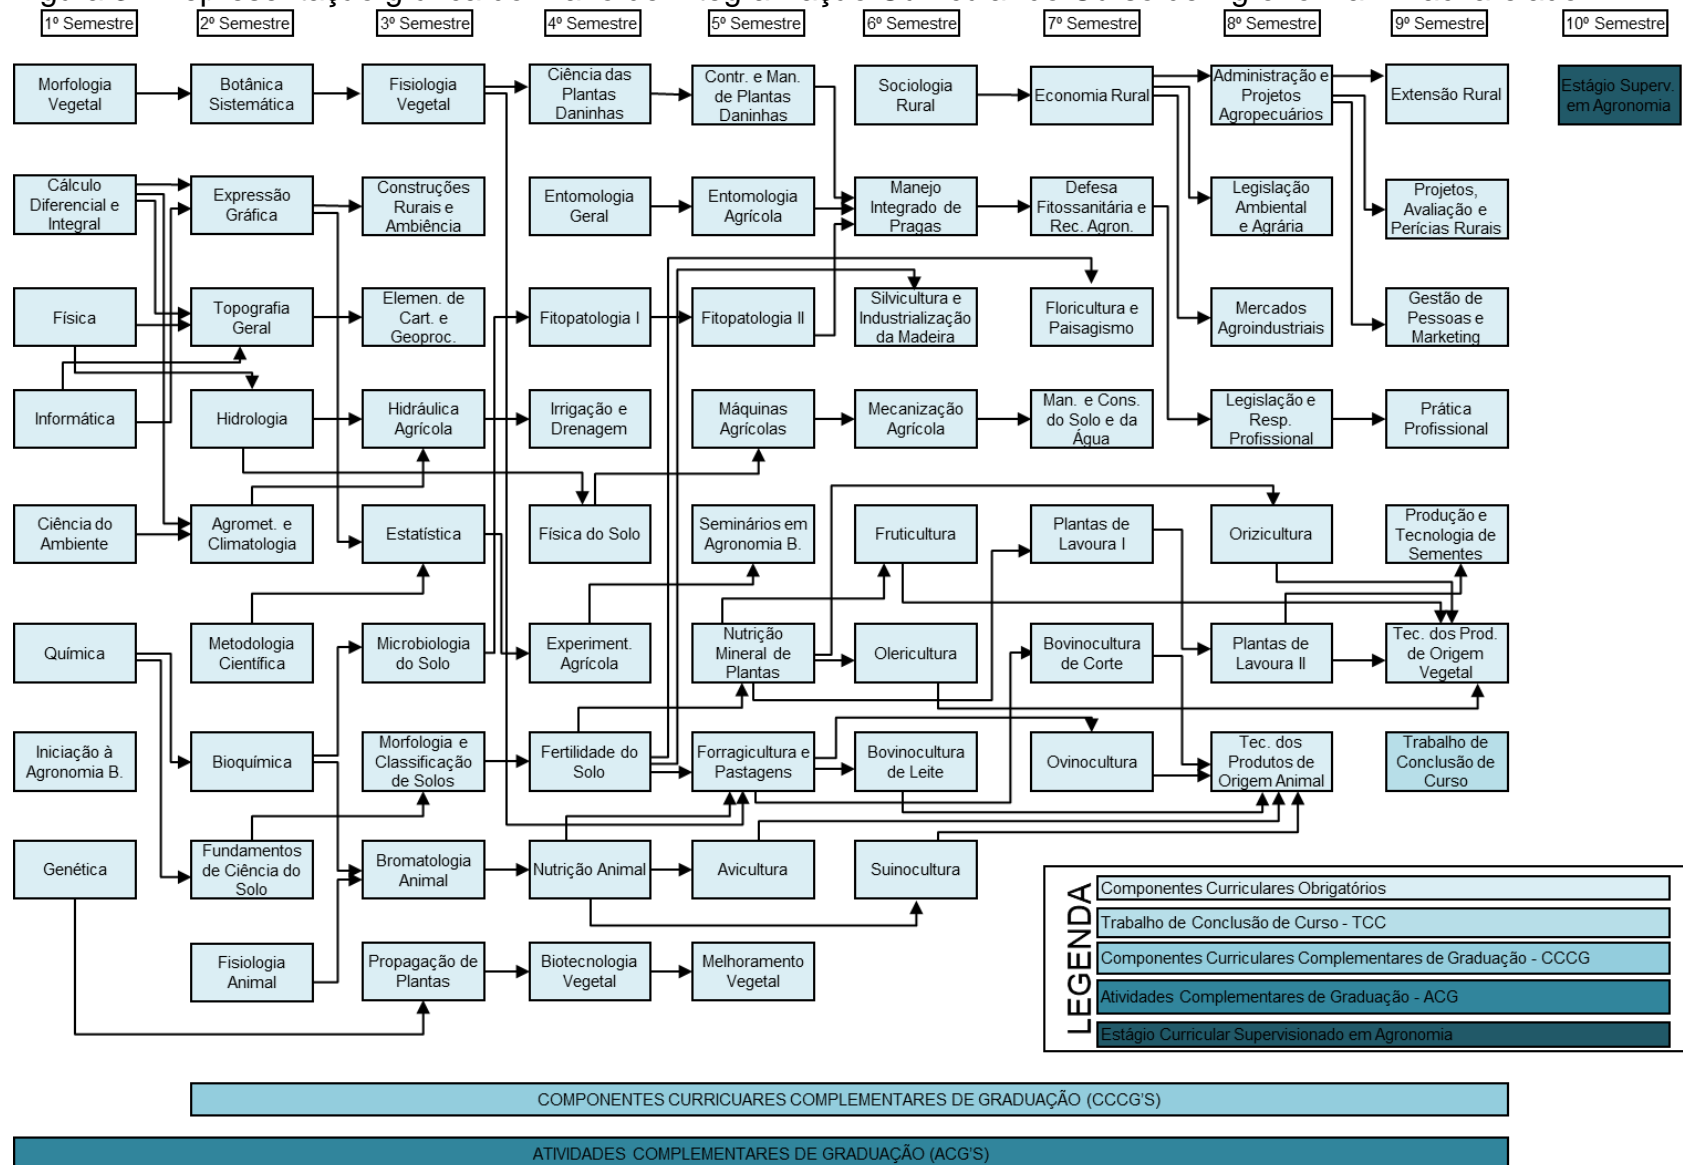 1º Semestre
2º Semestre
3º Semestre
4º Semestre
5º Semestre
6º Semestre
7º Semestre
8º Semestre
9º Semestre
10º Semestre
Morfologia
Vegetal
Botânica
Sistemática
Fisiologia
Vegetal
Ciência das
Plantas
Daninhas
Contr. e Man.
de Plantas
Daninhas
Sociologia
Rural
Economia Rural
Administração e
Projetos
Agropecuários
Extensão Rural
Estágio Superv.
em Agronomia
Cálculo
Diferencial e
Integral
Expressão
Gráfica
Construções
Rurais e
Ambiência
Entomologia
Geral
Entomologia
Agrícola
Manejo
Integrado de
Pragas
Defesa
Fitossanitária e
Rec. Agron.
Legislação
Ambiental
e Agrária
Projetos,
Avaliação e
Perícias Rurais
Física
Topografia
Geral
Elemen. de
Cart. e
Geoproc.
Fitopatologia I
Fitopatologia II
Silvicultura e
Industrialização
da Madeira
Floricultura e
Paisagismo
Mercados
Agroindustriais
Gestão de
Pessoas e
Marketing
Informática
Hidrologia
Hidráulica
Agrícola
Irrigação e
Drenagem
Máquinas
Agrícolas
Mecanização
Agrícola
Man. e Cons.
do Solo e da
Água
Legislação e
Resp.
Profissional
Prática
Profissional
Ciência do
Ambiente
Agromet. e
Climatologia
Estatística
Física do Solo
Seminários em
Agronomia B.
Fruticultura
Plantas de
Lavoura I
Orizicultura
Produção e
Tecnologia de
Sementes
Química
Metodologia
Científica
Microbiologia
do Solo
Experiment.
Agrícola
Nutrição
Mineral de
Plantas
Olericultura
Bovinocultura
de Corte
Plantas de
Lavoura II
Tec. dos Prod.
de Origem
Vegetal
Iniciação à
Agronomia B.
Bioquímica
Morfologia e
Classificação
de Solos
Fertilidade do
Solo
Forragicultura e
Pastagens
Bovinocultura
de Leite
Ovinocultura
Tec. dos
Produtos de
Origem Animal
Trabalho de
Conclusão de
Curso
Genética
Fundamentos
de Ciência do
Solo
Bromatologia
Animal
Nutrição Animal
Avicultura
Suinocultura
Fisiologia
Animal
Propagação de
Plantas
Biotecnologia
Vegetal
Melhoramento
Vegetal
LEGENDA
Componentes Curriculares Obrigatórios
Trabalho de Conclusão de Curso - TCC
Componentes Curriculares Complementares de Graduação - CCCG
Atividades Complementares de Graduação - ACG
Estágio Curricular Supervisionado em Agronomia
COMPONENTES CURRICUARES COMPLEMENTARES DE GRADUAÇÃO (CCCG'S)
ATIVIDADES COMPLEMENTARES DE GRADUAÇÃO (ACG'S)